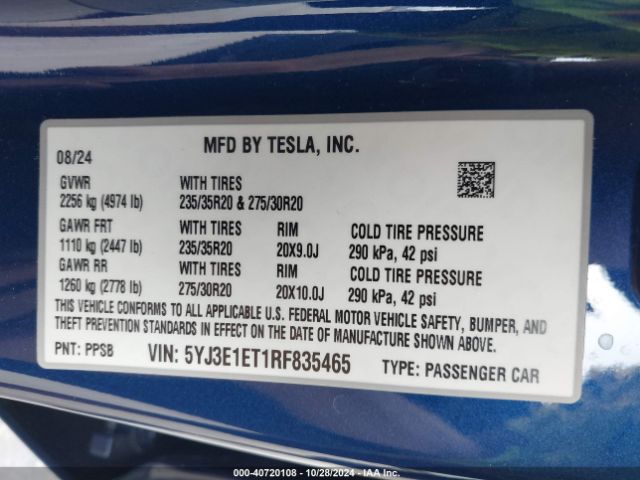 MFD BY TESLA, INC.
08/24
GVWR WITH TIRES
2256 kg (4974 lb) 235/35R20 & 275/30R20
GAWR FRT WITH TIRES RIM COLD TIRE PRESSURE
1110 kg (2447 lb) 235/35R20 20X9.0J 290 kPa, 42 psi
GAWR RR WITH TIRES RIM COLD TIRE PRESSURE
1260 kg (2778 lb) 275/30R20 20X10.0J 290 kPa, 42 psi
THIS VEHICLE CONFORMS TO ALL APPLICABLE U.S. FEDERAL MOTOR VEHICLE SAFETY, BUMPER, AND
THEFT PREVENTION STANDARDS IN EFFECT ON THE DATE OF MANUFACTURE SHOWN ABOVE.
PNT: PPSB VIN: 5YJ3E1ET1RF835465 TYPE: PASSENGER CAR
000-40720108 - 10/28/2024 - IAA Inc.